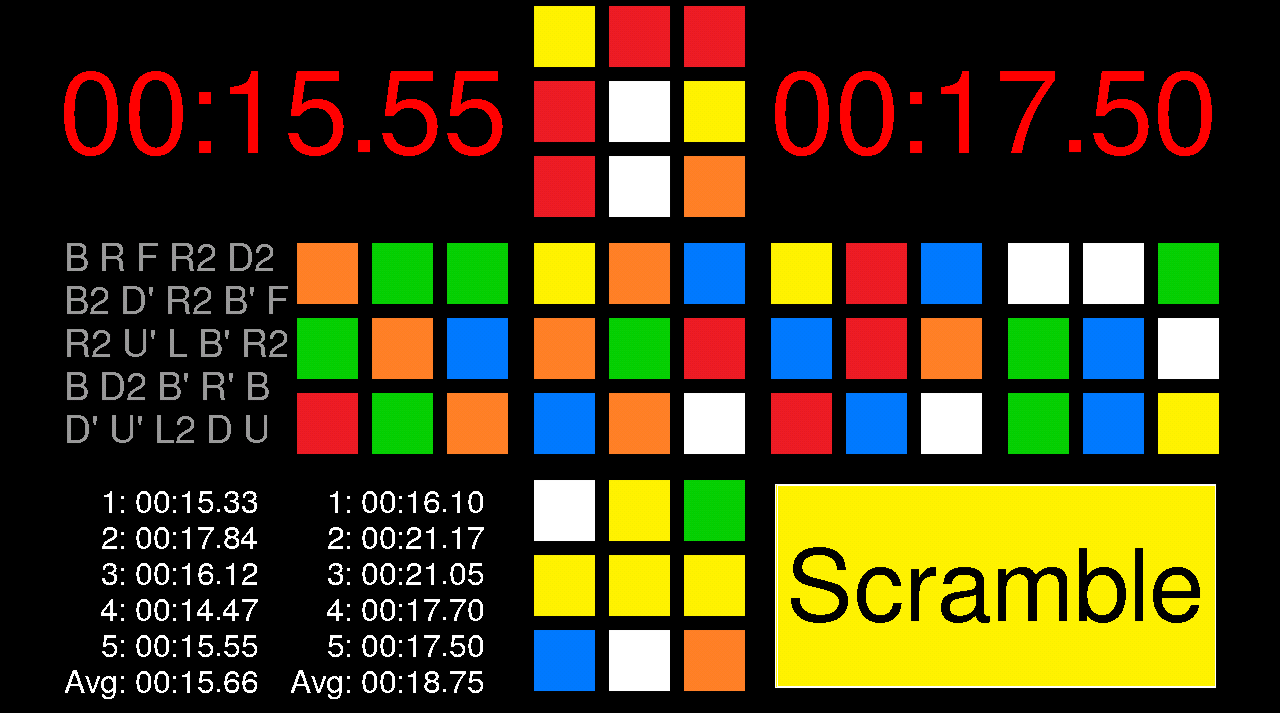 00:15.55
00:17.50
B R F R2 D2
B2 D' R2 B' F
R2 U' L B' R2
B D2 B' R' B
D' U' L2 D U
1: 00:15.33
2: 00:17.84
3: 00:16.12
4: 00:14.47
5: 00:15.55
Avg: 00:15.66
1: 00:16.10
2: 00:21.17
3: 00:21.05
4: 00:17.70
5: 00:17.50
Avg: 00:18.75
Scramble